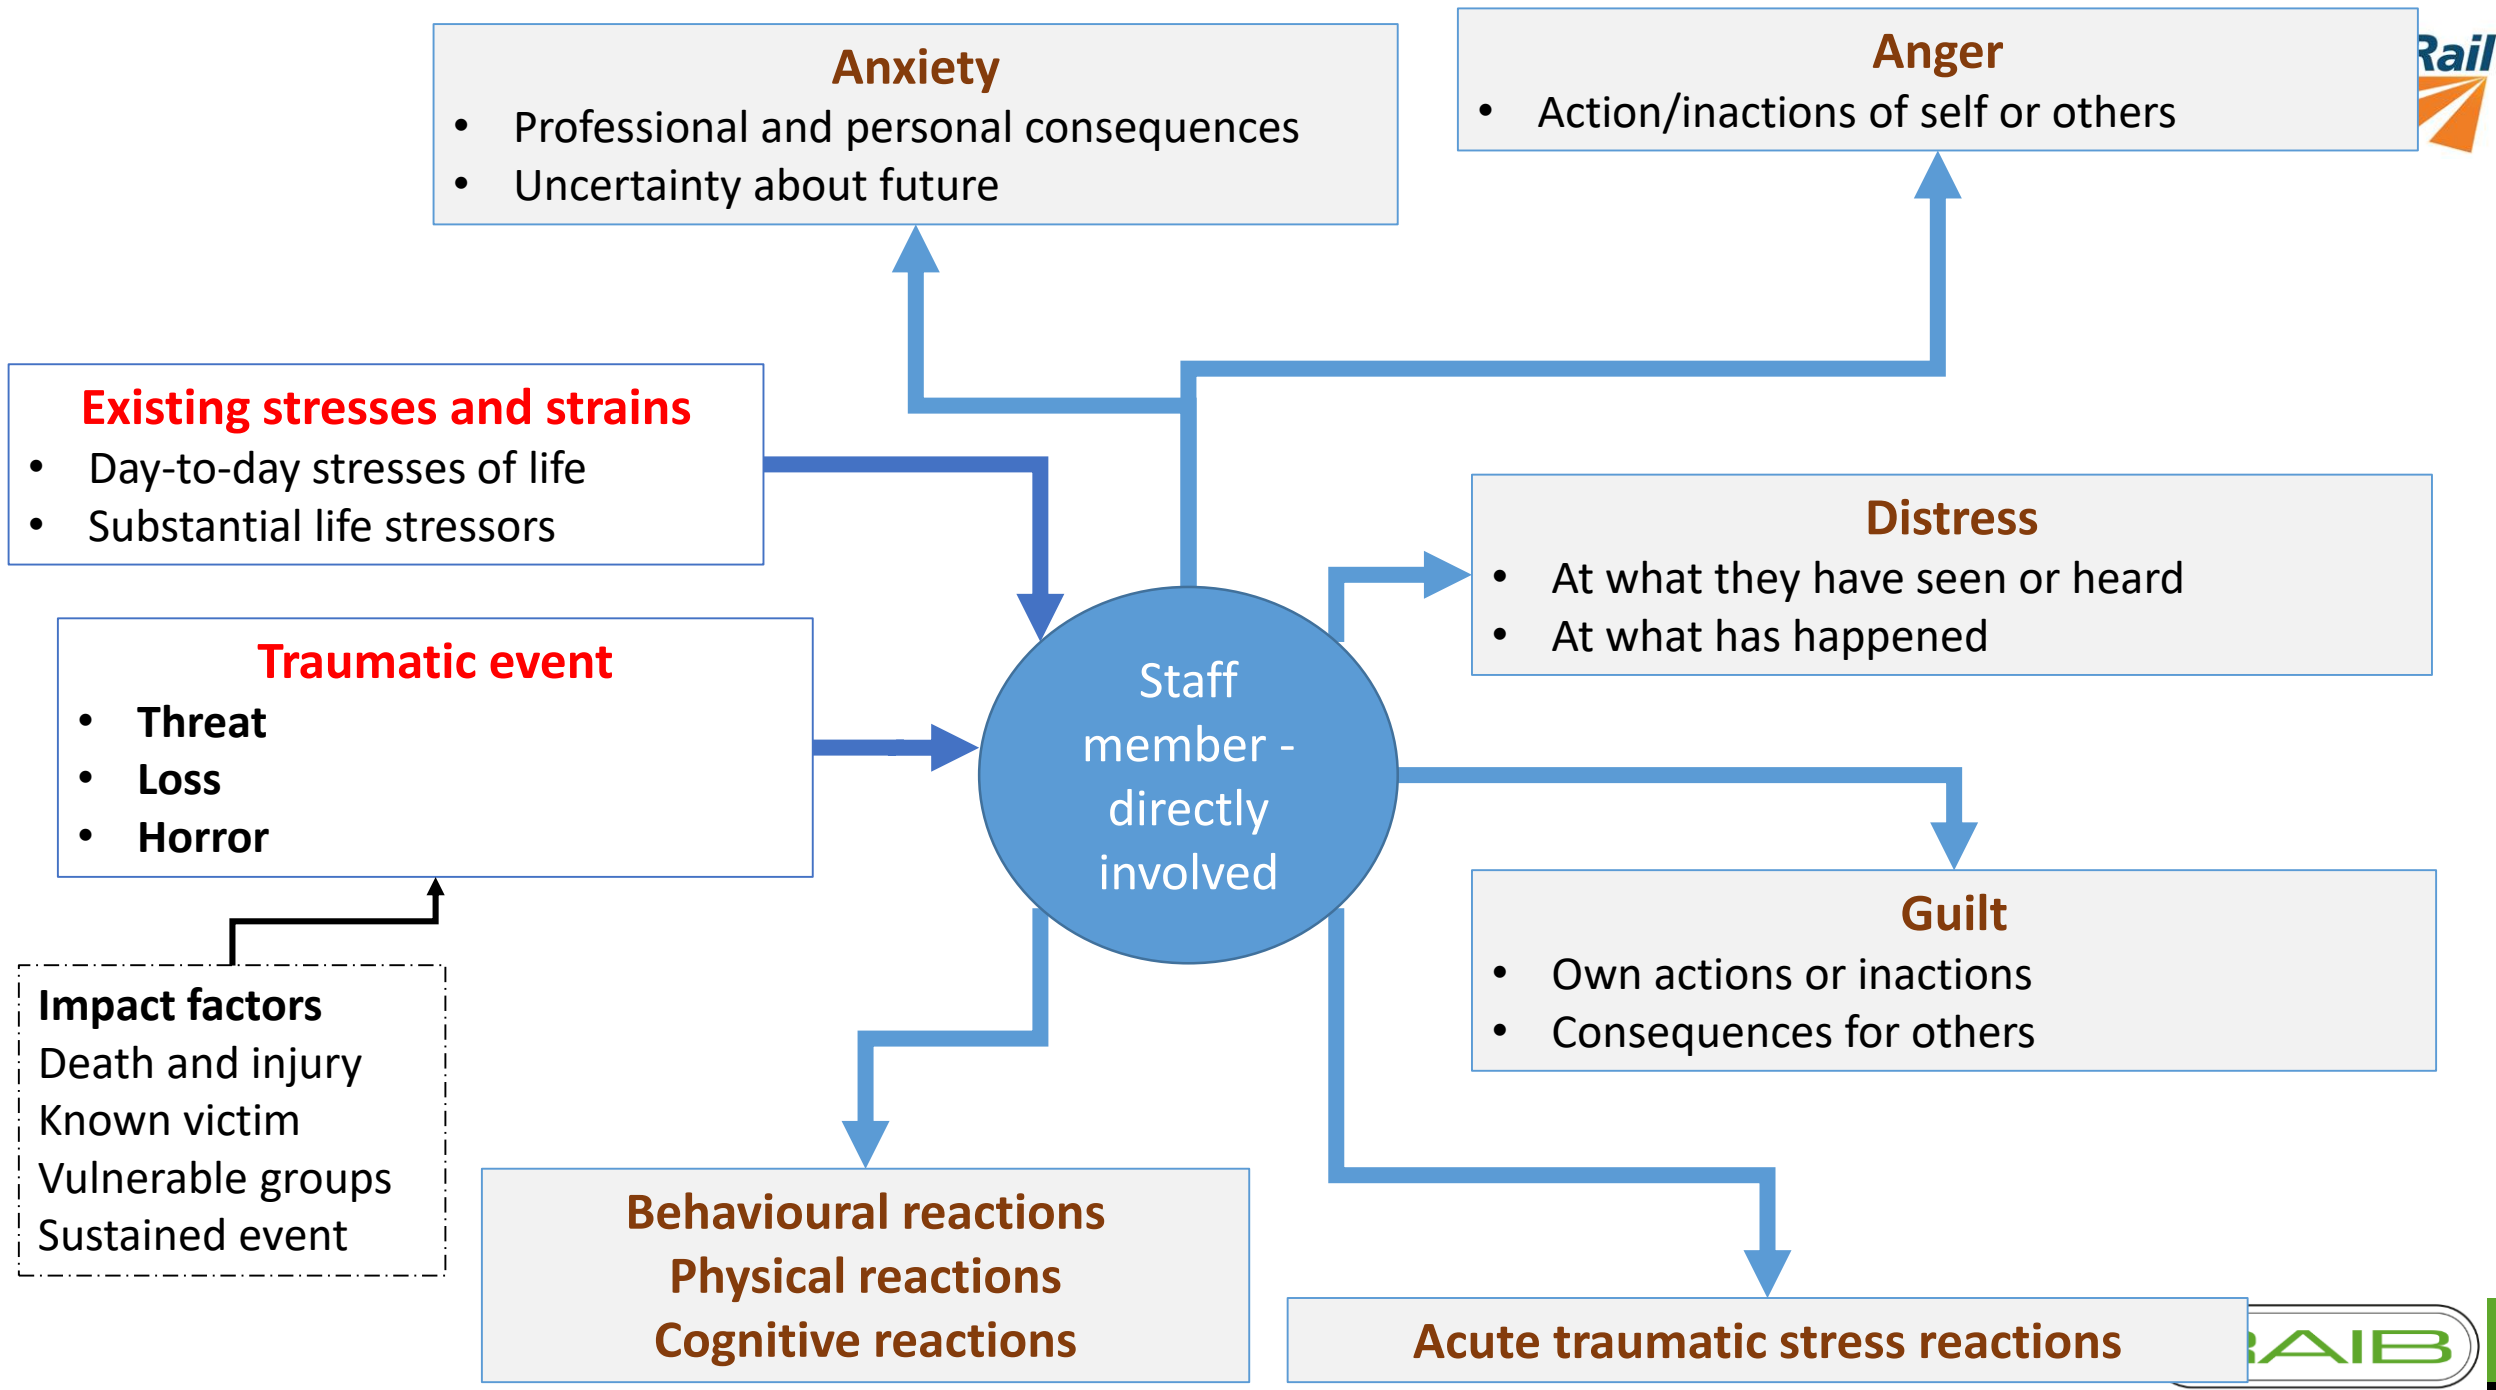 Anxiety
• Professional and personal consequences
• Uncertainty about future
Anger
• Action/inactions of self or others
Rail
Existing stresses and strains
• Day-to-day stresses of life
• Substantial life stressors
Distress
• At what they have seen or heard
• At what has happened
Traumatic event
• Threat
• Loss
• Horror
Staff
member -
directly
involved
Guilt
• Own actions or inactions
• Consequences for others
Impact factors
Death and injury
Known victim
Vulnerable groups
Sustained event
Behavioural reactions
Physical reactions
Cognitive reactions
Acute traumatic stress reactions
RAIB